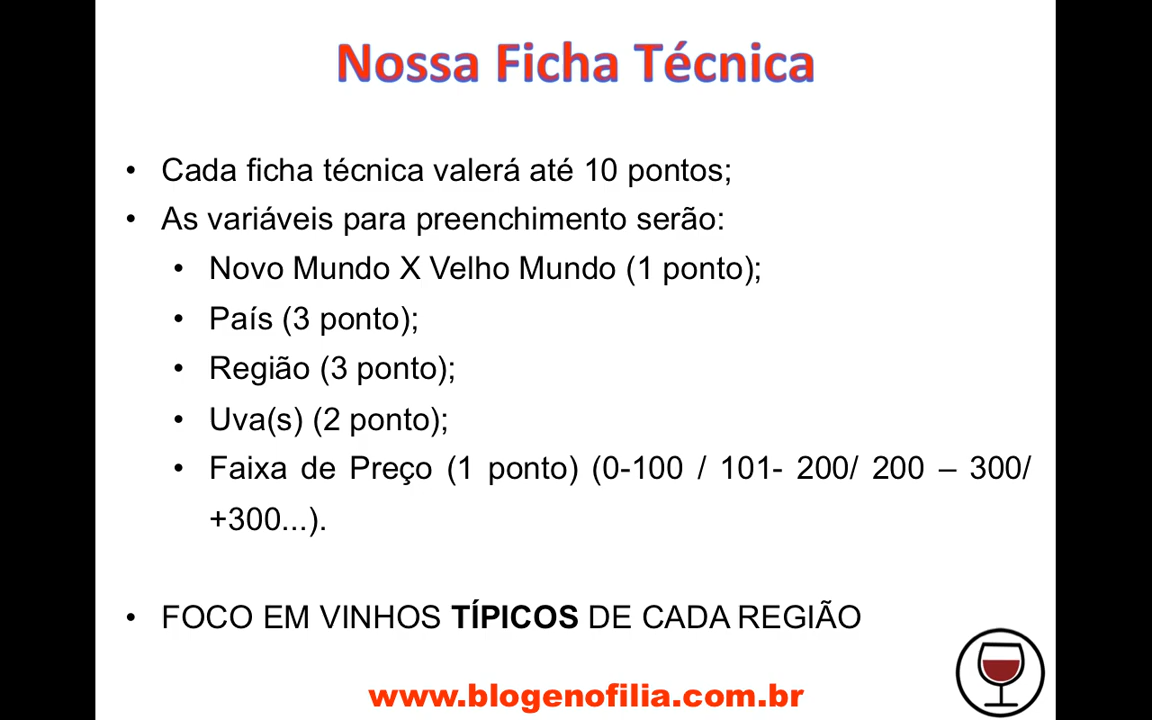 Nossa Ficha Técnica
• Cada ficha técnica valerá até 10 pontos;
• As variáveis para preenchimento serão:
• Novo Mundo X Velho Mundo (1 ponto);
• País (3 ponto);
• Região (3 ponto);
• Uva(s) (2 ponto);
• Faixa de Preço (1 ponto) (0-100 / 101- 200/ 200 – 300/
+300...).
• FOCO EM VINHOS TÍPICOS DE CADA REGIÃO
www.blogenofilia.com.br